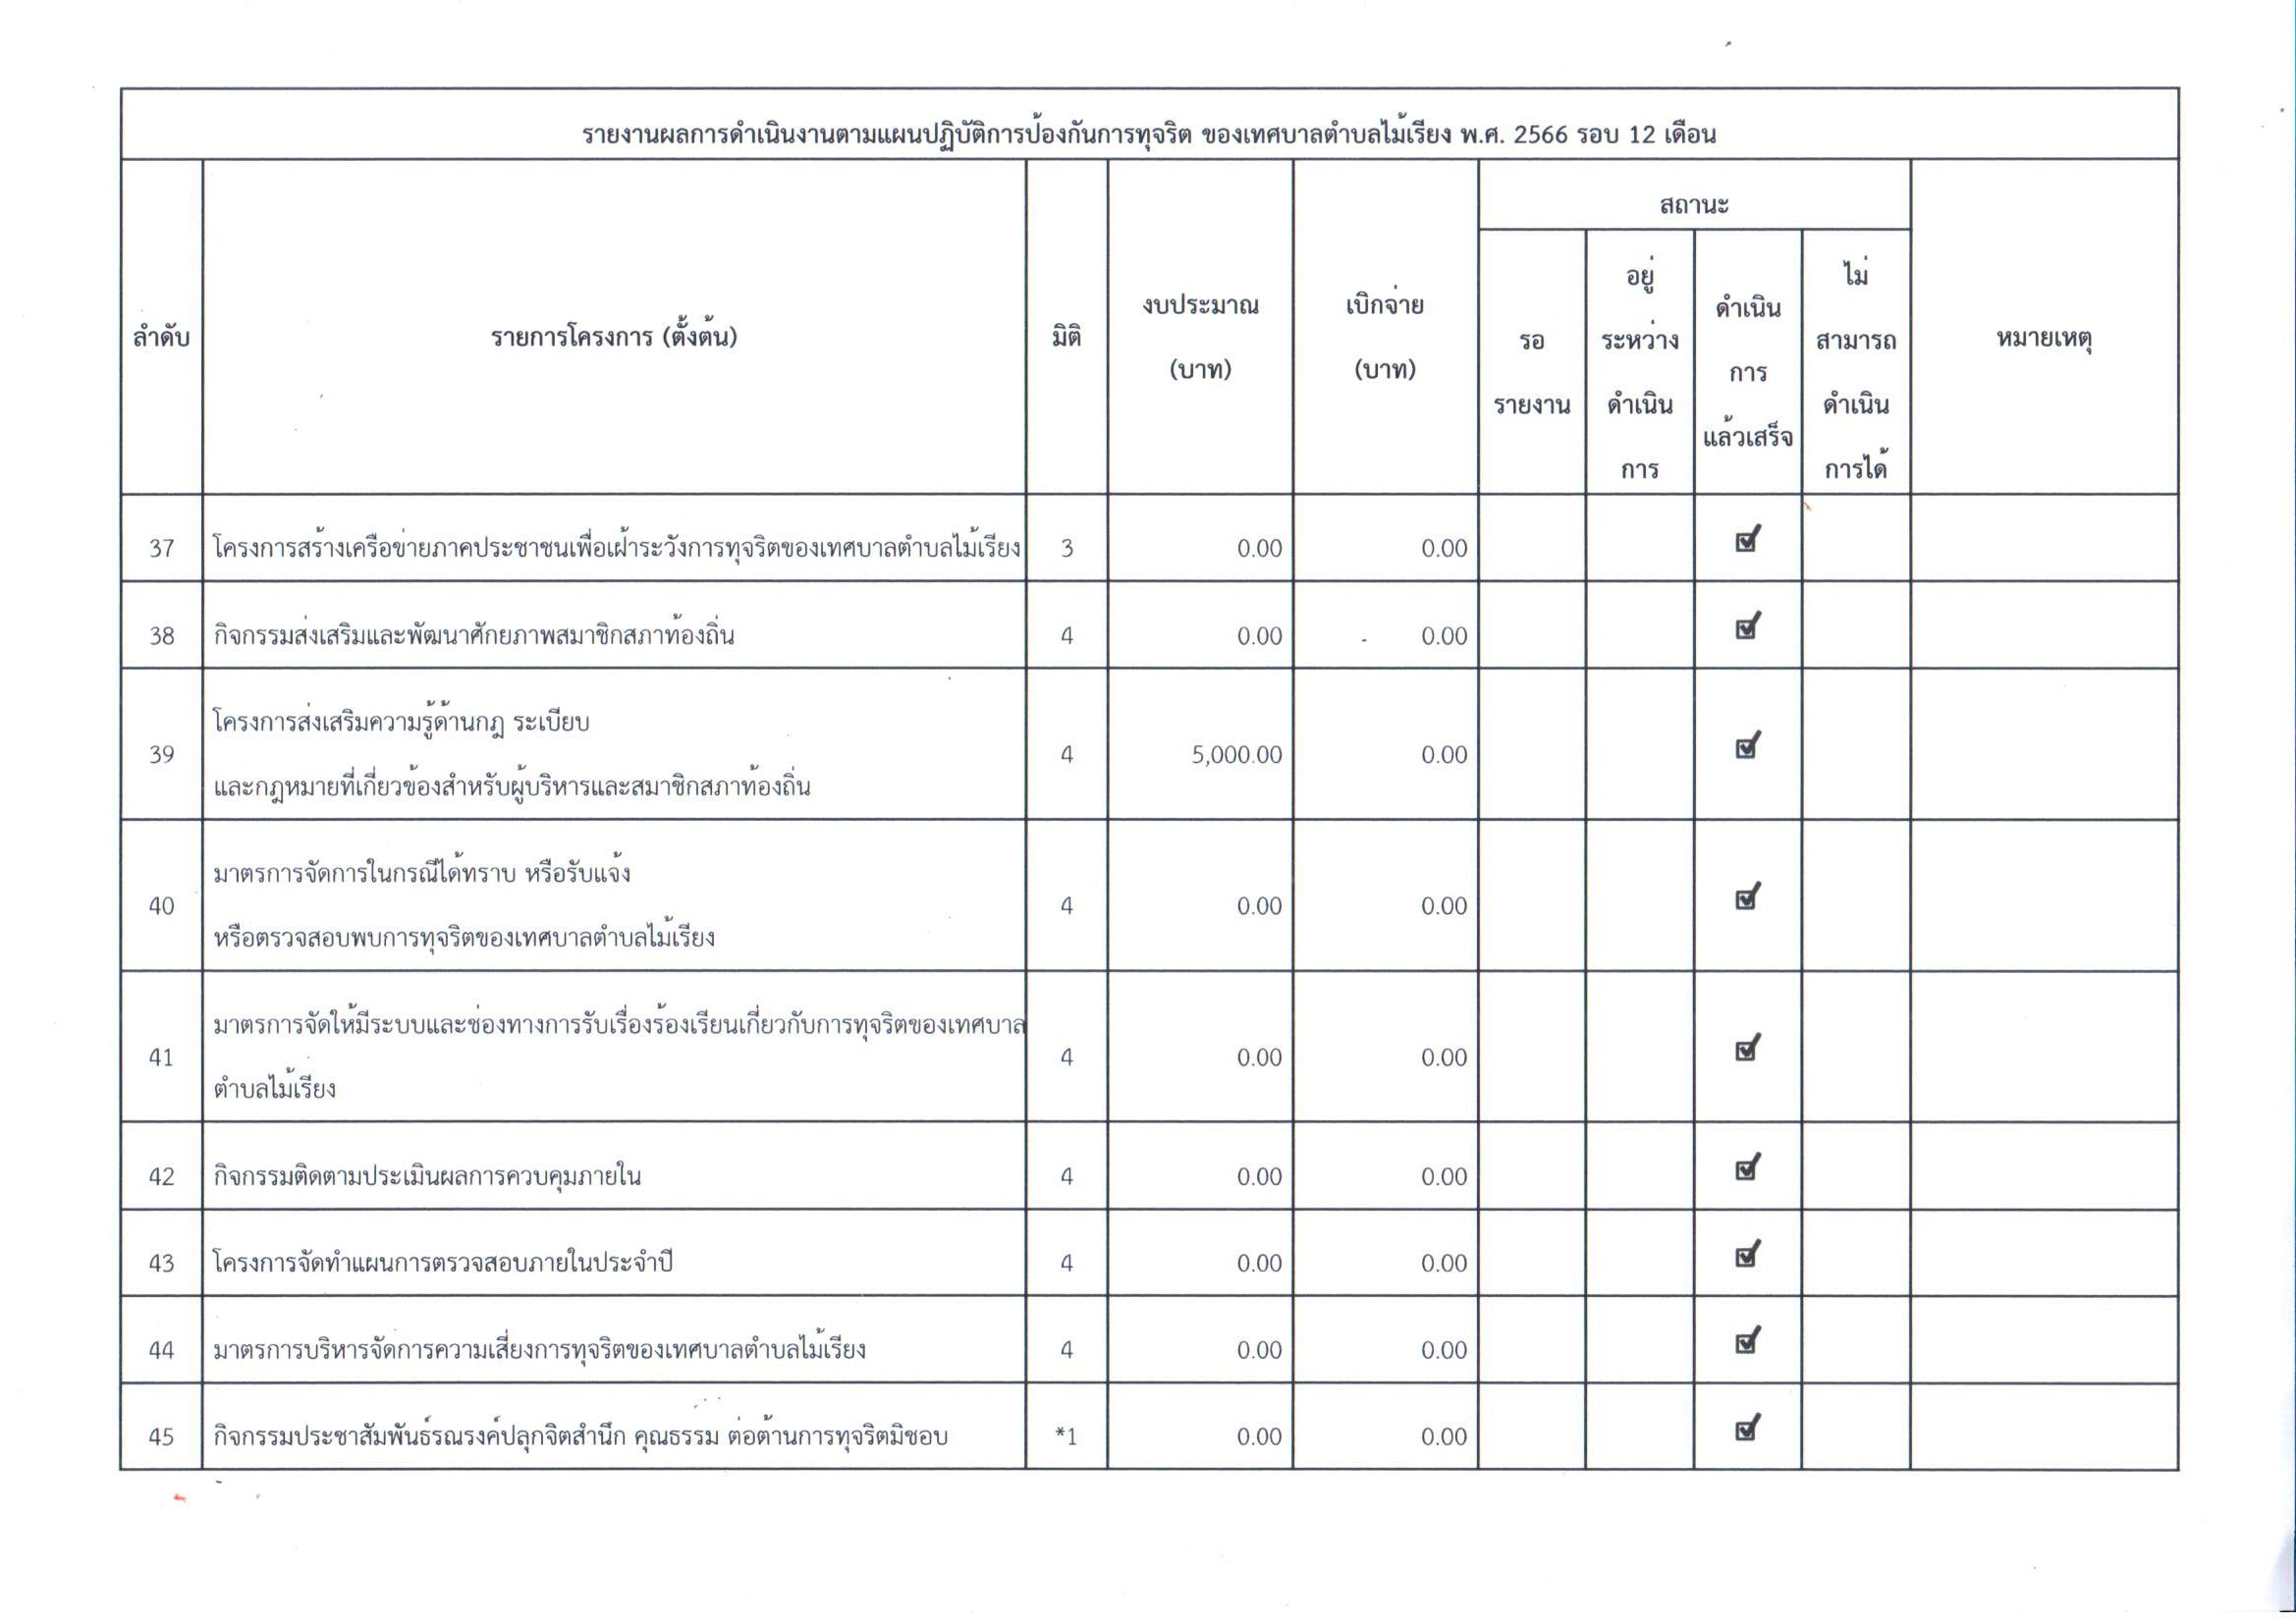 รายงานผลการดำเนินงานตามแผนปฏิบัติการป้องกันการทุจริต ของเทศบาลตำบลไม้เรียง พ.ศ. 2566 รอบ 12 เดือน
ลำดับ
รายการโครงการ (ตั้งต้น)
มิติ
งบประมาณ
(บาท)
เบิกจ่าย
(บาท)
สถานะ
รอ
รายงาน
อยู่
ระหว่าง
ดำเนิน
การ
ดำเนิน
การ
แล้วเสร็จ
ไม่
สามารถ
ดำเนิน
การได้
หมายเหตุ
37 โครงการสร้างเครือข่ายภาคประชาชนเพื่อเฝ้าระวังการทุจริตของเทศบาลตำบลไม้เรียง 3 0.00 0.00 ☑
38 กิจกรรมส่งเสริมและพัฒนาศักยภาพสมาชิกสภาท้องถิ่น 4 0.00 0.00 ☑
โครงการส่งเสริมความรู้ด้านกฎ ระเบียบ
39 4 5,000.00 0.00 ☑
และกฎหมายที่เกี่ยวข้องสำหรับผู้บริหารและสมาชิกสภาท้องถิ่น
มาตรการจัดการในกรณีได้ทราบ หรือรับแจ้ง
40 4 0.00 0.00 ☑
หรือตรวจสอบพบการทุจริตของเทศบาลตำบลไม้เรียง
มาตรการจัดให้มีระบบและช่องทางการรับเรื่องร้องเรียนเกี่ยวกับการทุจริตของเทศบาล
41 4 0.00 0.00 ☑
ตำบลไม้เรียง
42 กิจกรรมติดตามประเมินผลการควบคุมภายใน 4 0.00 0.00 ☑
43 โครงการจัดทำแผนการตรวจสอบภายในประจำปี 4 0.00 0.00 ☑
44 มาตรการบริหารจัดการความเสี่ยงการทุจริตของเทศบาลตำบลไม้เรียง 4 0.00 0.00 ☑
45 กิจกรรมประชาสัมพันธ์รณรงค์ปลุกจิตสำนึก คุณธรรม ต่อต้านการทุจริตมิชอบ *1 0.00 0.00 ☑